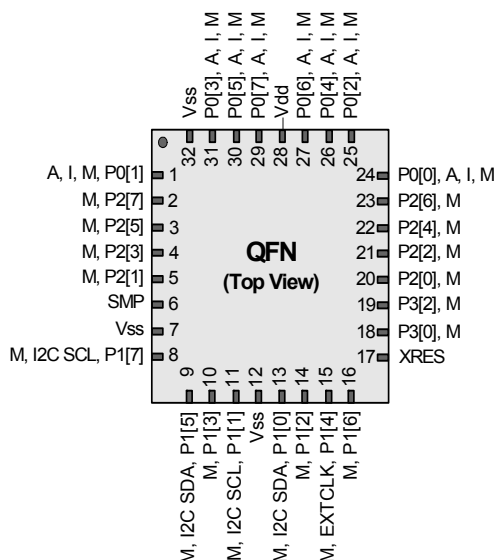 Vss
P0[3], A, I, M
P0[5], A, I, M
P0[7], A, I, M
Vdd
P0[6], A, I, M
P0[4], A, I, M
P0[2], A, I, M
32
31
30
29
28
27
26
25
A, I, M, P0[1] 1
M, P2[7] 2
M, P2[5] 3
M, P2[3] 4
M, P2[1] 5
SMP 6
Vss 7
M, I2C SCL, P1[7] 8
QFN
(Top View)
24 P0[0], A, I, M
23 P2[6], M
22 P2[4], M
21 P2[2], M
20 P2[0], M
19 P3[2], M
18 P3[0], M
17 XRES
9
10
11
12
13
14
15
16
M, I2C SDA, P1[5]
M, P1[3]
M, I2C SCL, P1[1]
Vss
M, I2C SDA, P1[0]
M, P1[2]
M, EXTCLK, P1[4]
M, P1[6]